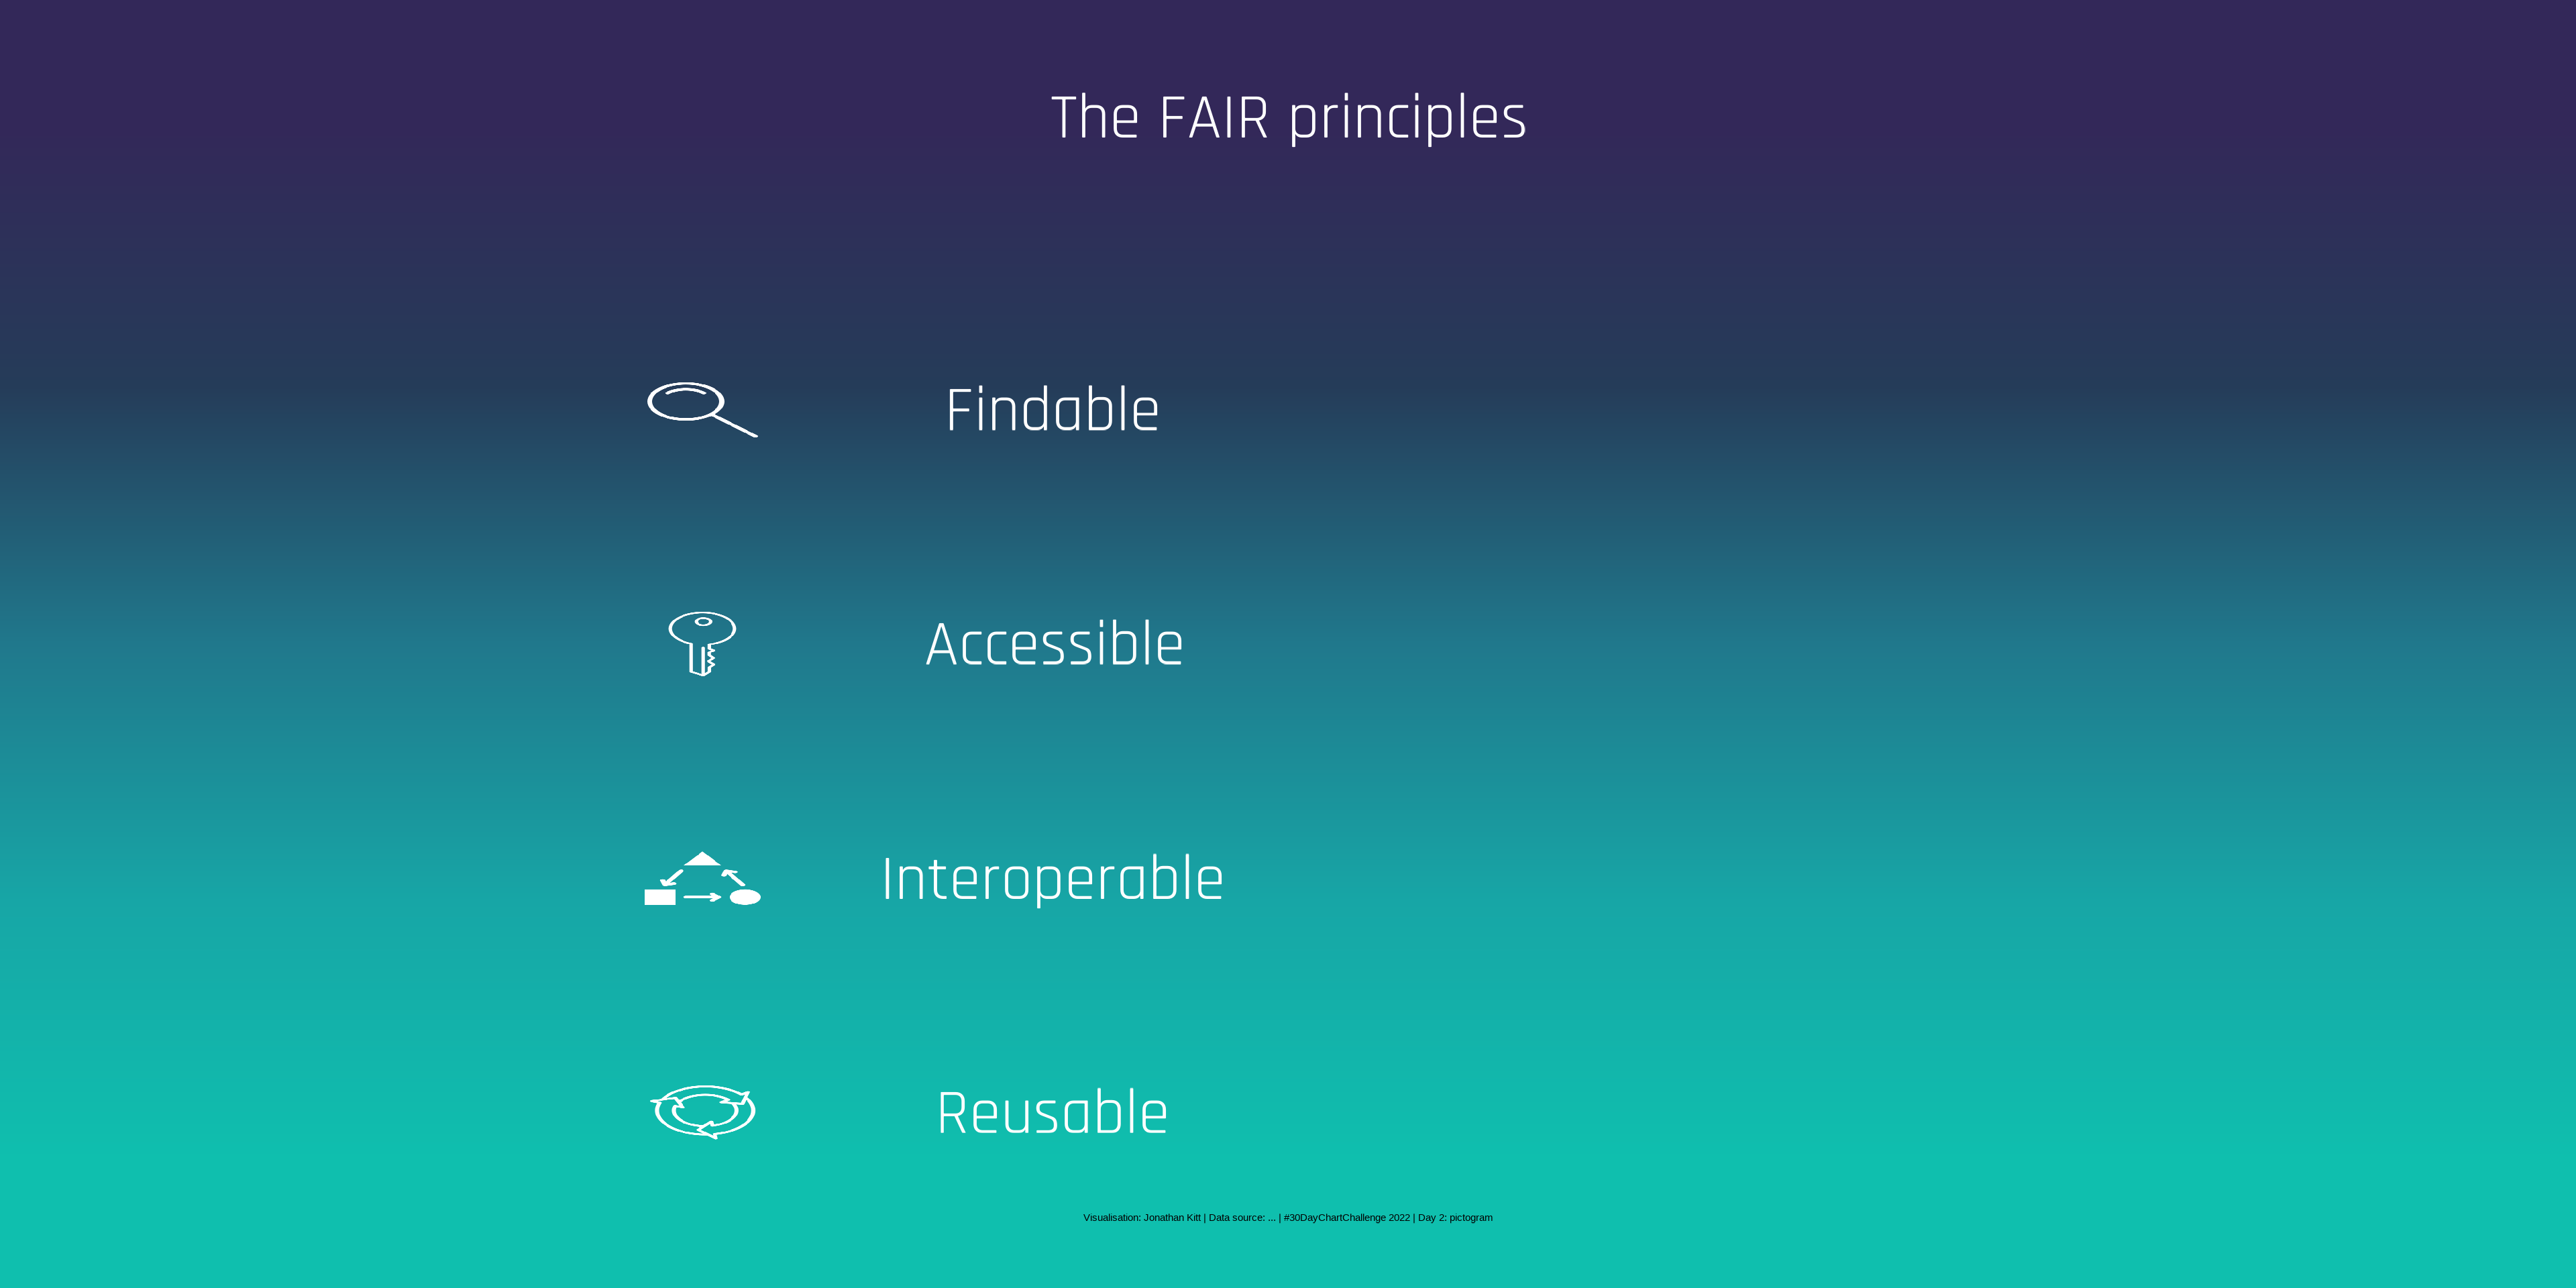 The FAIR principles
Findable
Accessible
Interoperable
Reusable
Visualisation: Jonathan Kitt | Data source: ... | #30DayChartChallenge 2022 | Day 2: pictogram